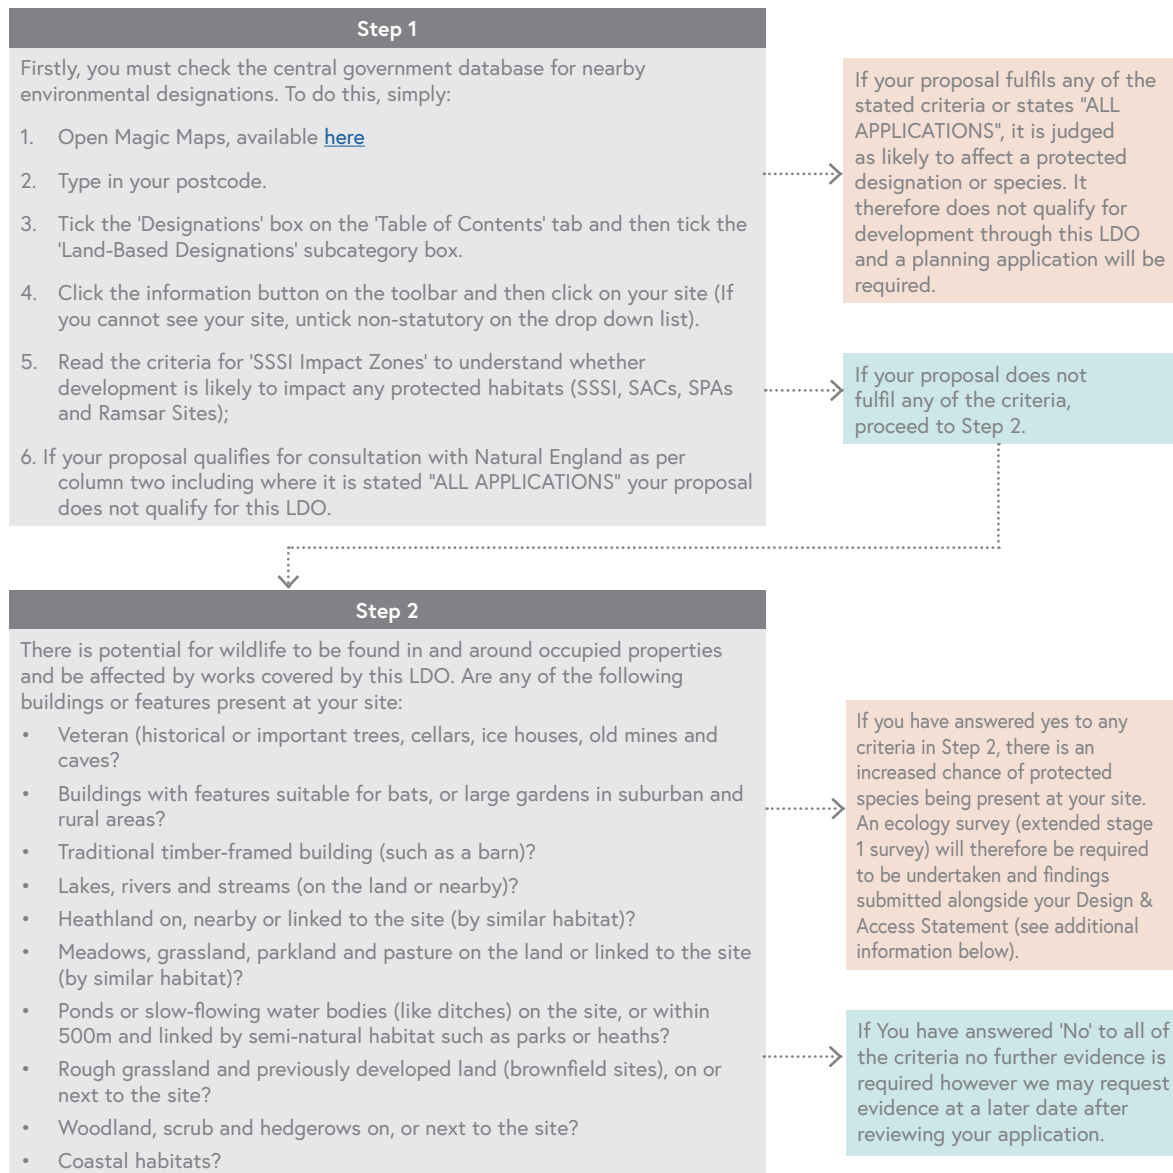 Step 1
Firstly, you must check the central government database for nearby
environmental designations. To do this, simply:
1. Open Magic Maps, available here
2. Type in your postcode.
3. Tick the 'Designations' box on the 'Table of Contents' tab and then tick the
'Land-Based Designations' subcategory box.
4. Click the information button on the toolbar and then click on your site (If
you cannot see your site, untick non-statutory on the drop down list).
5. Read the criteria for 'SSSI Impact Zones' to understand whether
development is likely to impact any protected habitats (SSSI, SACs, SPAs
and Ramsar Sites);
6. If your proposal qualifies for consultation with Natural England as per
column two including where it is stated "ALL APPLICATIONS" your proposal
does not qualify for this LDO.
If your proposal fulfils any of the
stated criteria or states "ALL
APPLICATIONS", it is judged
as likely to affect a protected
designation or species. It
therefore does not qualify for
development through this LDO
and a planning application will be
required.
If your proposal does not
fulfil any of the criteria,
proceed to Step 2.
Step 2
There is potential for wildlife to be found in and around occupied properties
and be affected by works covered by this LDO. Are any of the following
buildings or features present at your site:
• Veteran (historical or important trees, cellars, ice houses, old mines and
caves?
• Buildings with features suitable for bats, or large gardens in suburban and
rural areas?
• Traditional timber-framed building (such as a barn)?
• Lakes, rivers and streams (on the land or nearby)?
• Heathland on, nearby or linked to the site (by similar habitat)?
• Meadows, grassland, parkland and pasture on the land or linked to the site
(by similar habitat)?
• Ponds or slow-flowing water bodies (like ditches) on the site, or within
500m and linked by semi-natural habitat such as parks or heaths?
• Rough grassland and previously developed land (brownfield sites), on or
next to the site?
• Woodland, scrub and hedgerows on, or next to the site?
• Coastal habitats?
If you have answered yes to any
criteria in Step 2, there is an
increased chance of protected
species being present at your site.
An ecology survey (extended stage
1 survey) will therefore be required
to be undertaken and findings
submitted alongside your Design &
Access Statement (see additional
information below).
If You have answered 'No' to all of
the criteria no further evidence is
required however we may request
evidence at a later date after
reviewing your application.